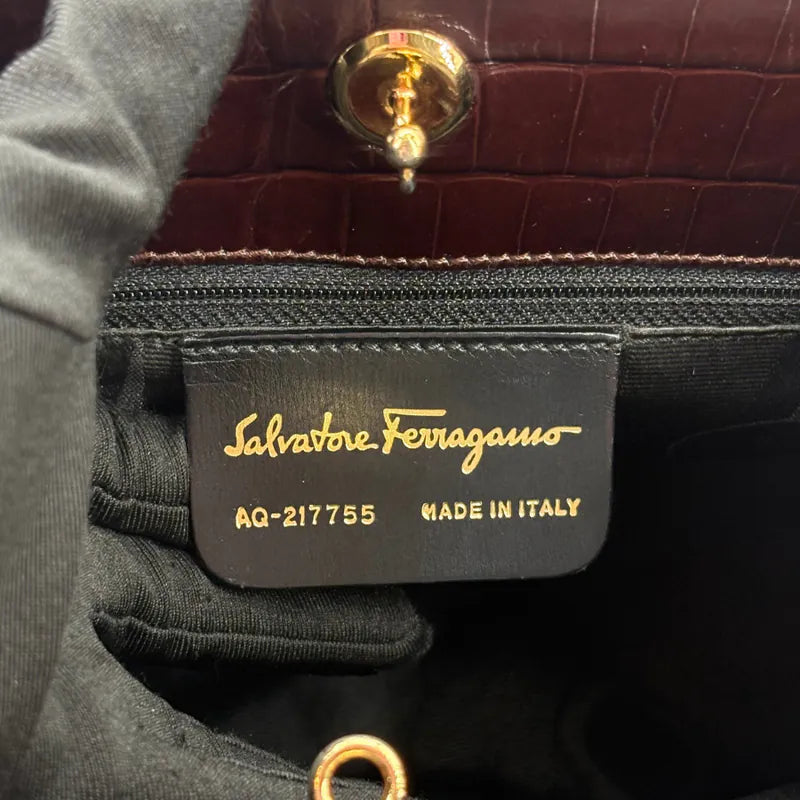 Salvatore Ferragamo
AQ-217755 MADE IN ITALY